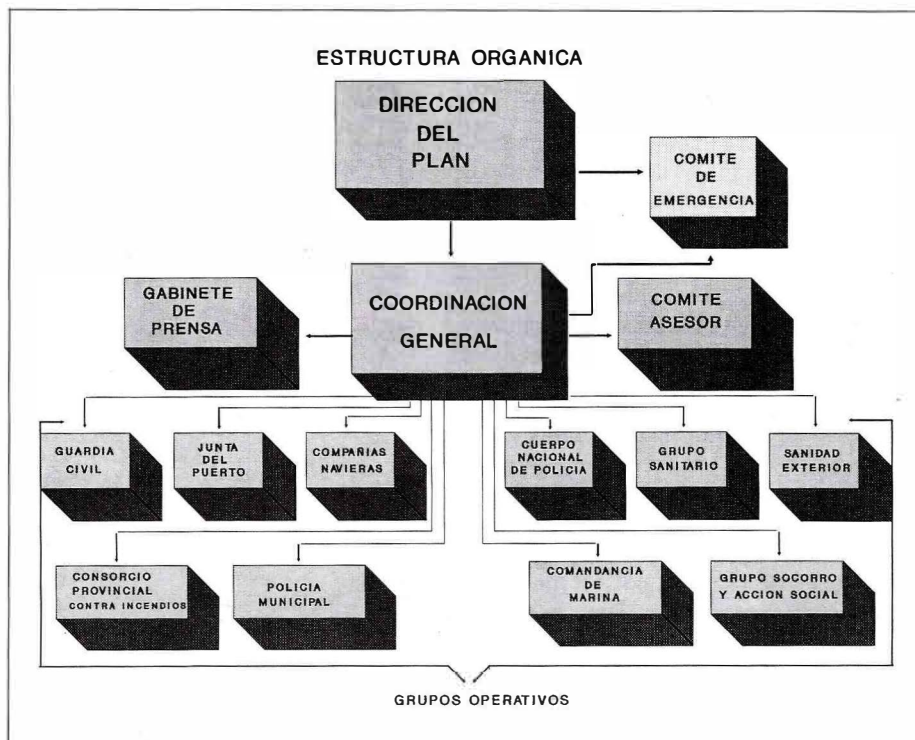 ESTRUCTURA ORGANICA
DIRECCION
DEL
PLAN
COMITE
DE
EMERGENCIA
GABINETE
DE
PRENSA
COORDINACION
GENERAL
COMITE
ASESOR
GUARDIA
CIVIL
JUNTA
DEL
PUERTO
COMPAÑIAS
NAVIERAS
CUERPO
NACIONAL
DE POLICIA
GRUPO
SANITARIO
SANIDAD
EXTERIOR
CONSORCIO
PROVINCIAL
CONTRA INCENDIOS
POLICIA
MUNICIPAL
COMANDANCIA
DE
MARINA
GRUPO SOCORRO
Y ACCION SOCIAL
GRUPOS OPERATIVOS